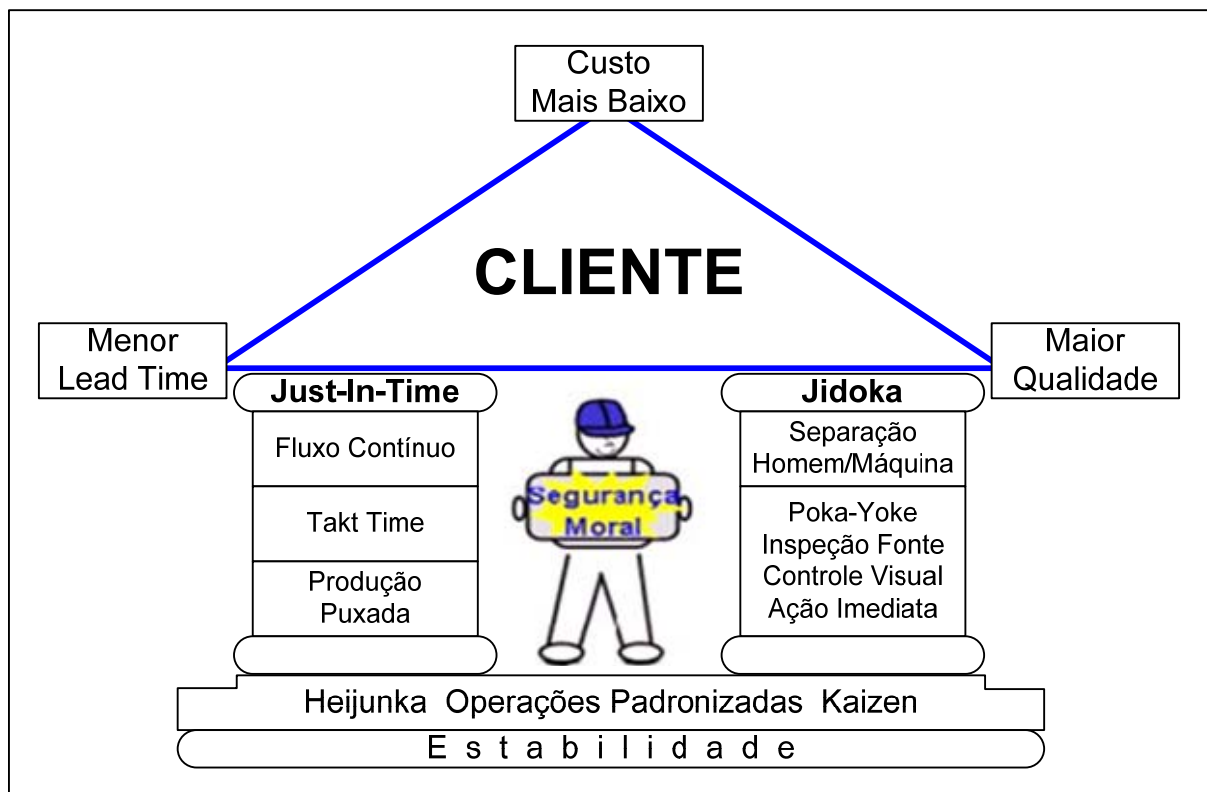 Custo
Mais Baixo
CLIENTE
Menor
Lead Time
Maior
Qualidade
Just-In-Time
Fluxo Contínuo
Takt Time
Produção
Puxada
Segurança
Moral
Jidoka
Separação
Homem/Máquina
Poka-Yoke
Inspeção Fonte
Controle Visual
Ação Imediata
Heijunka Operações Padronizadas Kaizen
Estabilidade